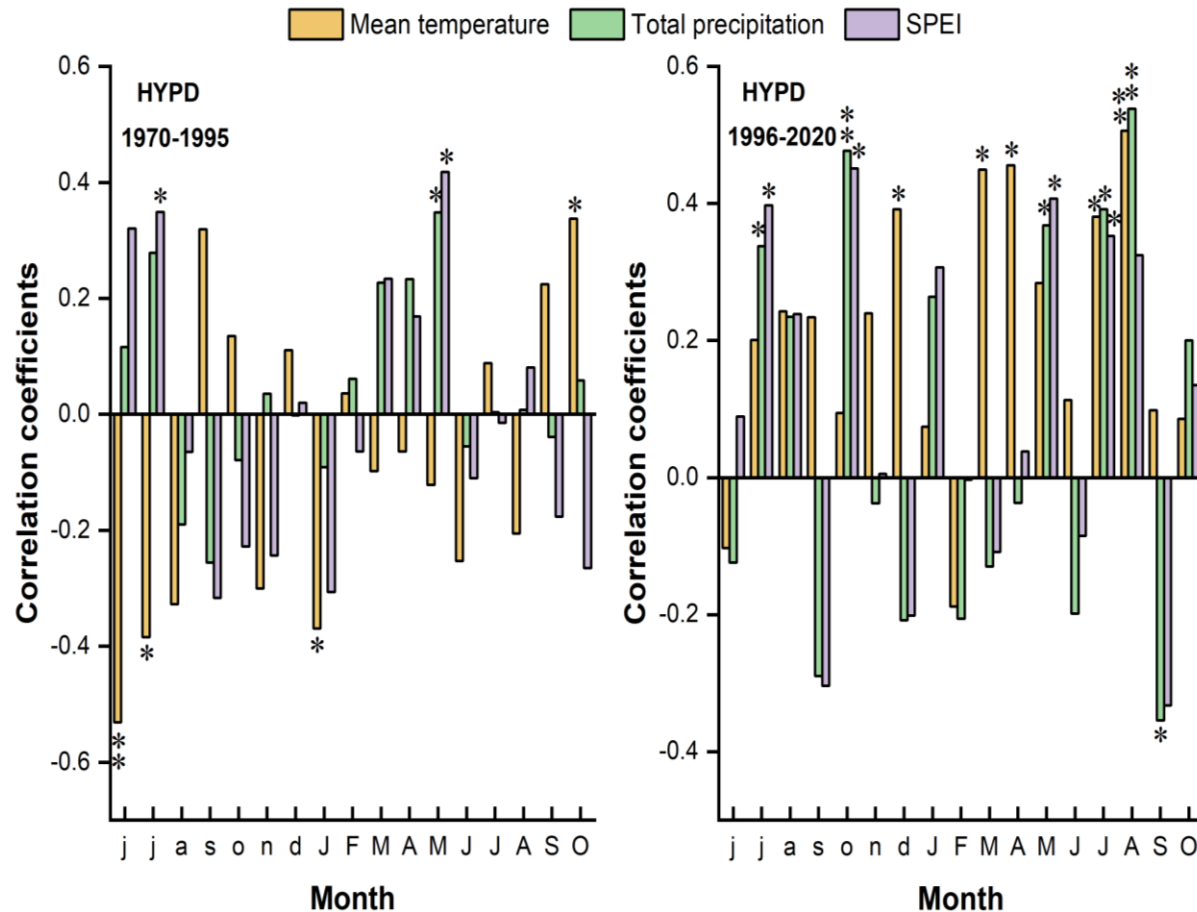 Mean temperature Total precipitation SPEI
HYPD
1970-1995
Correlation coefficients
0.6
0.4
0.2
0.0
-0.2
-0.4
-0.6
* * * * * * * *
j j a s o n d J F M A M J J A S O
Month
HYPD
1996-2020
Correlation coefficients
0.6
0.4
0.2
0.0
-0.2
-0.4
* * * * * * * * * * * * * * * * * *
j j a s o n d J F M A M J J A S O
Month